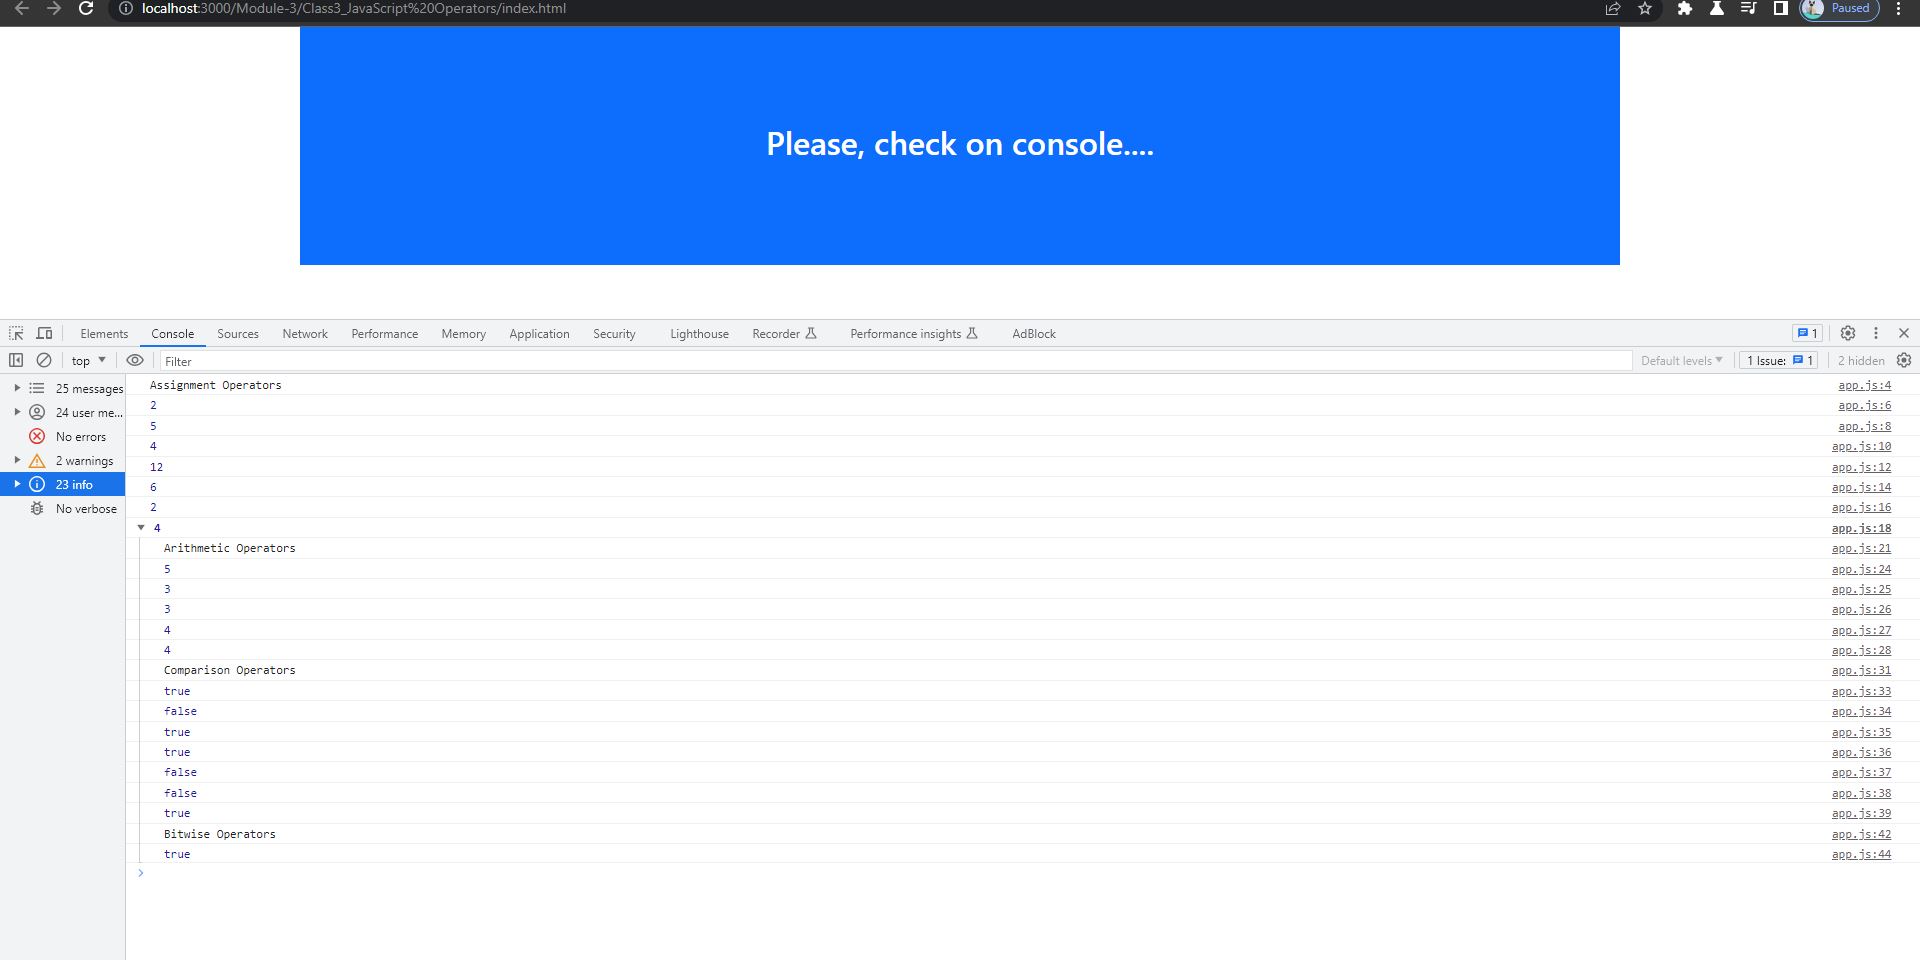 localhost:3000/Module-3/Class3_JavaScript%20Operators/index.html Paused
Please, check on console....
Elements Console Sources Network Performance Memory Application Security Lighthouse Recorder Performance insights AdBlock 1
top Filter Default levels 1 Issue: 1 2 hidden
25 messages
24 user me...
No errors
2 warnings
23 info
No verbose
Assignment Operators app.js:4
2 app.js:6
5 app.js:8
4 app.js:10
12 app.js:12
6 app.js:14
2 app.js:16
4 app.js:18
Arithmetic Operators app.js:21
5 app.js:24
3 app.js:25
3 app.js:26
4 app.js:27
4 app.js:28
Comparison Operators app.js:31
true app.js:33
false app.js:34
true app.js:35
true app.js:36
false app.js:37
false app.js:38
true app.js:39
Bitwise Operators app.js:42
true app.js:44